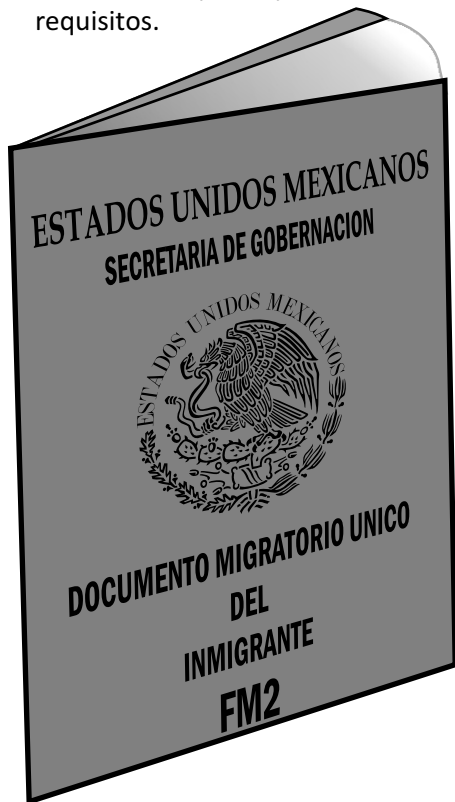 requisitos.
ESTADOS UNIDOS MEXICANOS
SECRETARIA DE GOBERNACION
ESTADOS UNIDOS MEXICANOS
DOCUMENTO MIGRATORIO UNICO
DEL
INMIGRANTE
FM2